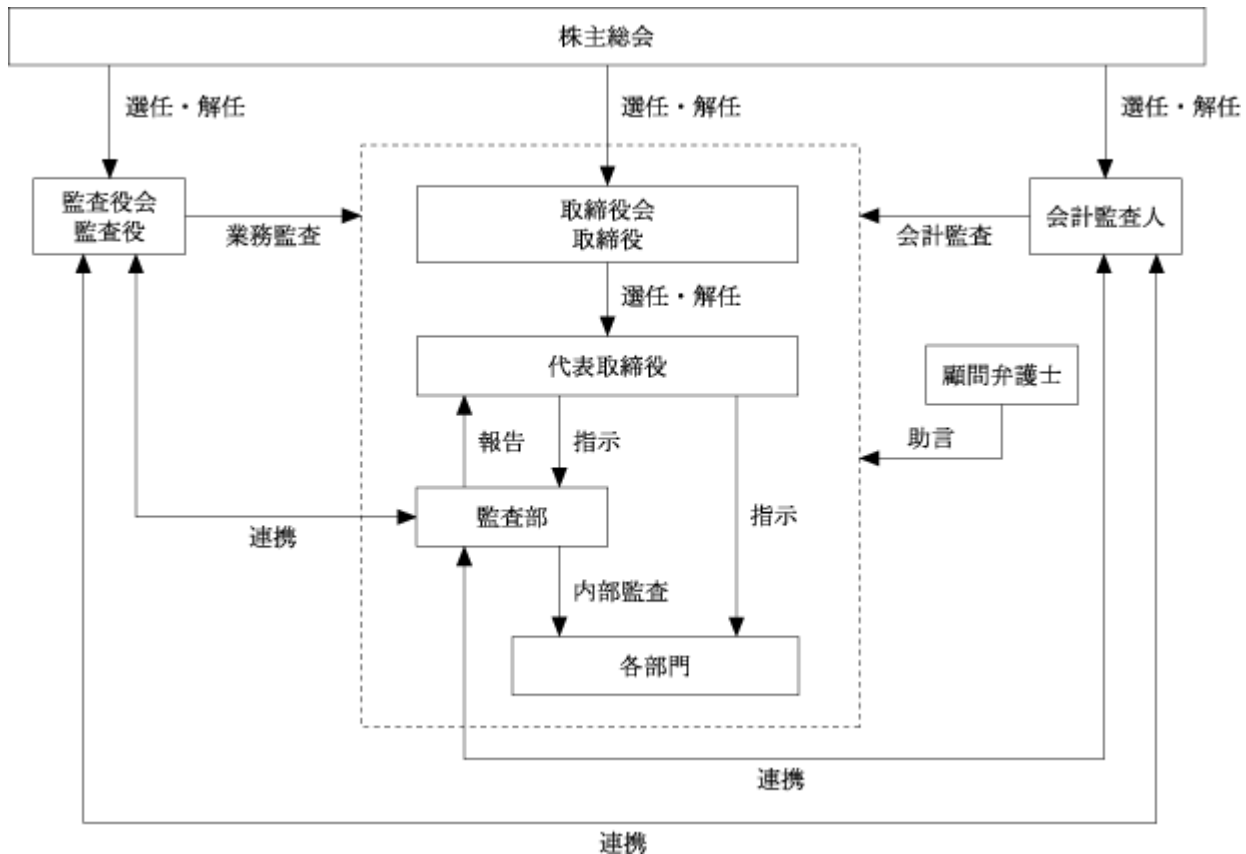 株主総会
選任・解任
選任・解任
選任・解任
監査役会
監査役
業務監査
取締役会
取締役
会計監査
会計監査人
選任・解任
代表取締役
顧問弁護士
報告
指示
助言
監査部
指示
連携
内部監査
各部門
連携
連携